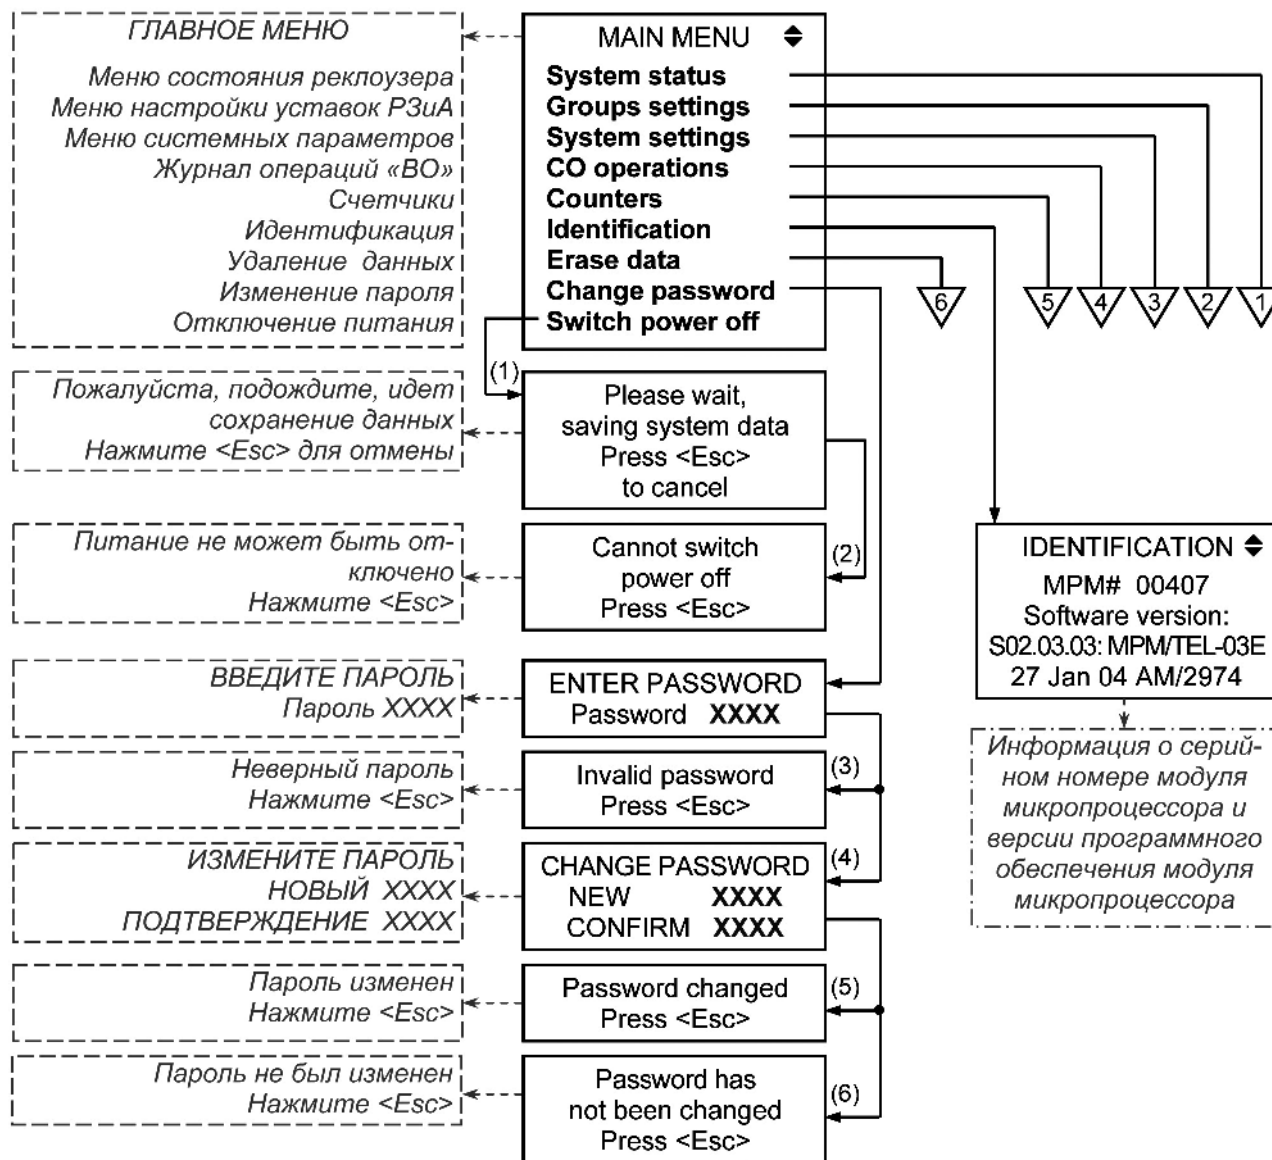 ГЛАВНОЕ МЕНЮ
Меню состояния реклоузера
Меню настройки уставок РЗиА
Меню системных параметров
Журнал операций «ВО»
Счетчики
Идентификация
Удаление данных
Изменение пароля
Отключение питания
MAIN MENU
System status
Groups settings
System settings
CO operations
Counters
Identification
Erase data
Change password
Switch power off
6
5
4
3
2
1
Пожалуйста, подождите, идет
сохранение данных
Нажмите <Esc> для отмены
(1)
Please wait,
saving system data
Press <Esc>
to cancel
Питание не может быть от-
ключено
Нажмите <Esc>
Cannot switch
power off
Press <Esc>
(2)
IDENTIFICATION
MPM# 00407
Software version:
S02.03.03: MPM/TEL-03E
27 Jan 04 AM/2974
ВВЕДИТЕ ПАРОЛЬ
Пароль XXXX
ENTER PASSWORD
Password XXXX
Информация о серий-
ном номере модуля
микропроцессора и
версии программного
обеспечения модуля
микропроцессора
Неверный пароль
Нажмите <Esc>
Invalid password
Press <Esc>
(3)
ИЗМЕНИТЕ ПАРОЛЬ
НОВЫЙ XXXX
ПОДТВЕРЖДЕНИЕ XXXX
CHANGE PASSWORD
NEW XXXX
CONFIRM XXXX
(4)
Пароль изменен
Нажмите <Esc>
Password changed
Press <Esc>
(5)
Пароль не был изменен
Нажмите <Esc>
Password has
not been changed
Press <Esc>
(6)